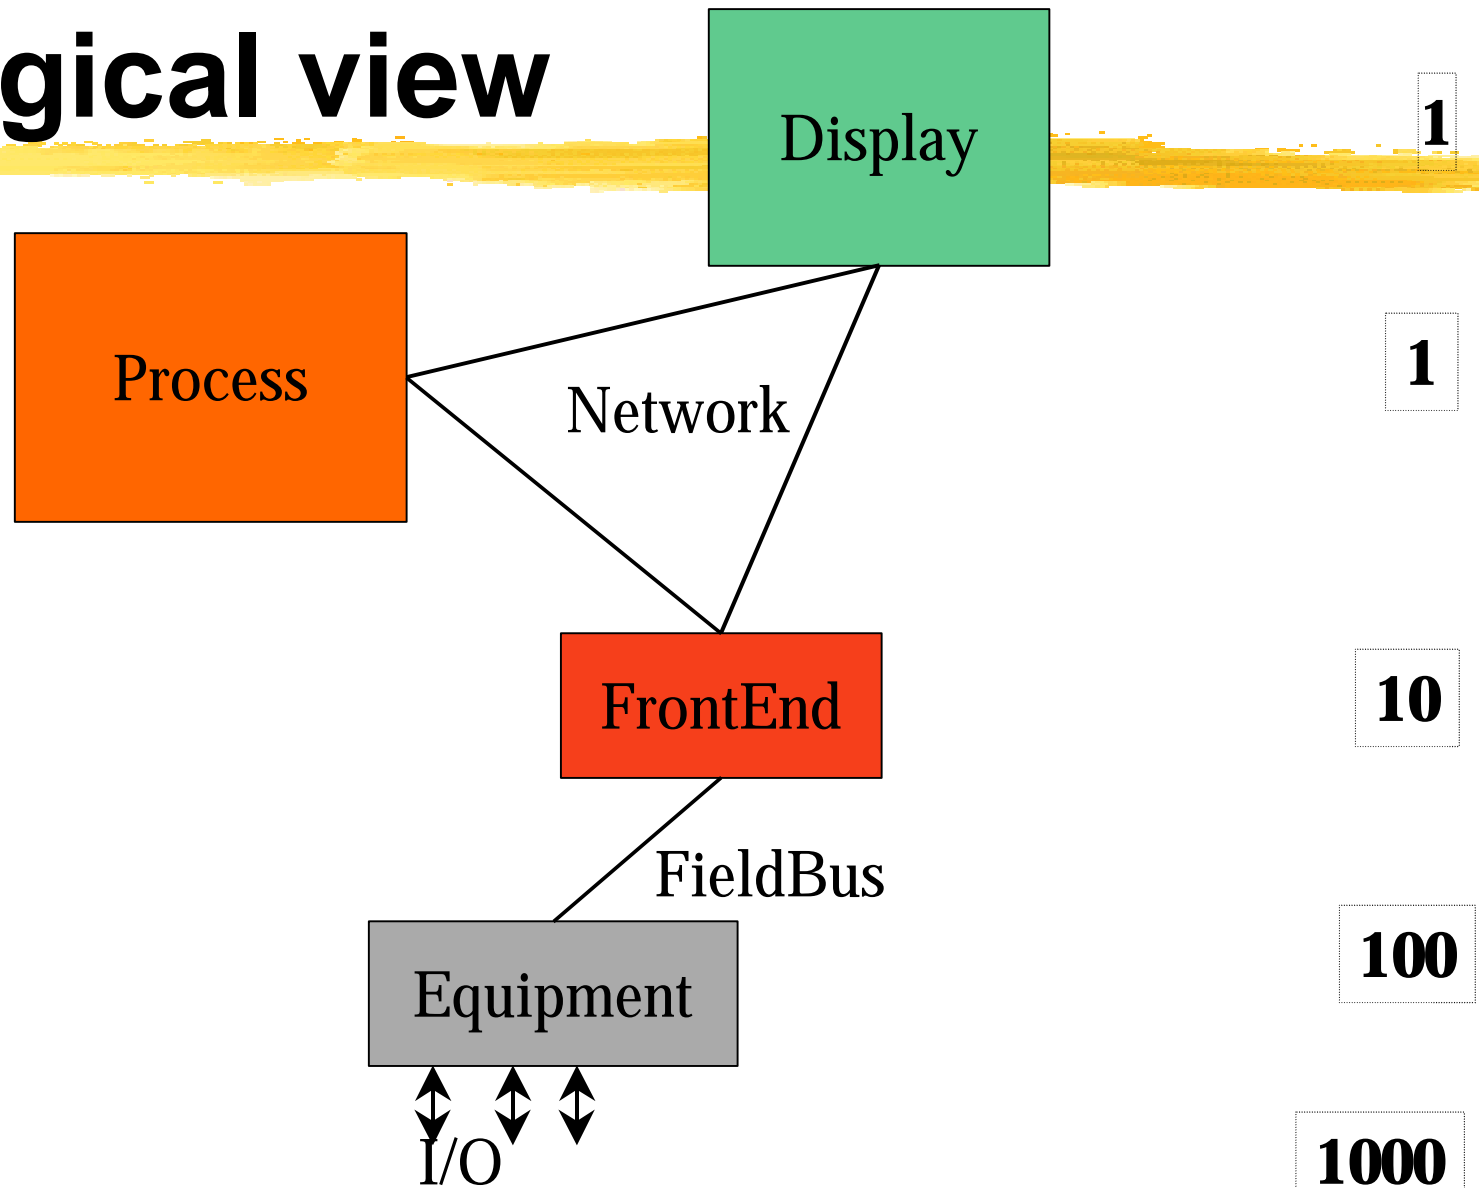 gical view
Display
1
Process
1
Network
FrontEnd
10
FieldBus
Equipment
100
I/O
1000